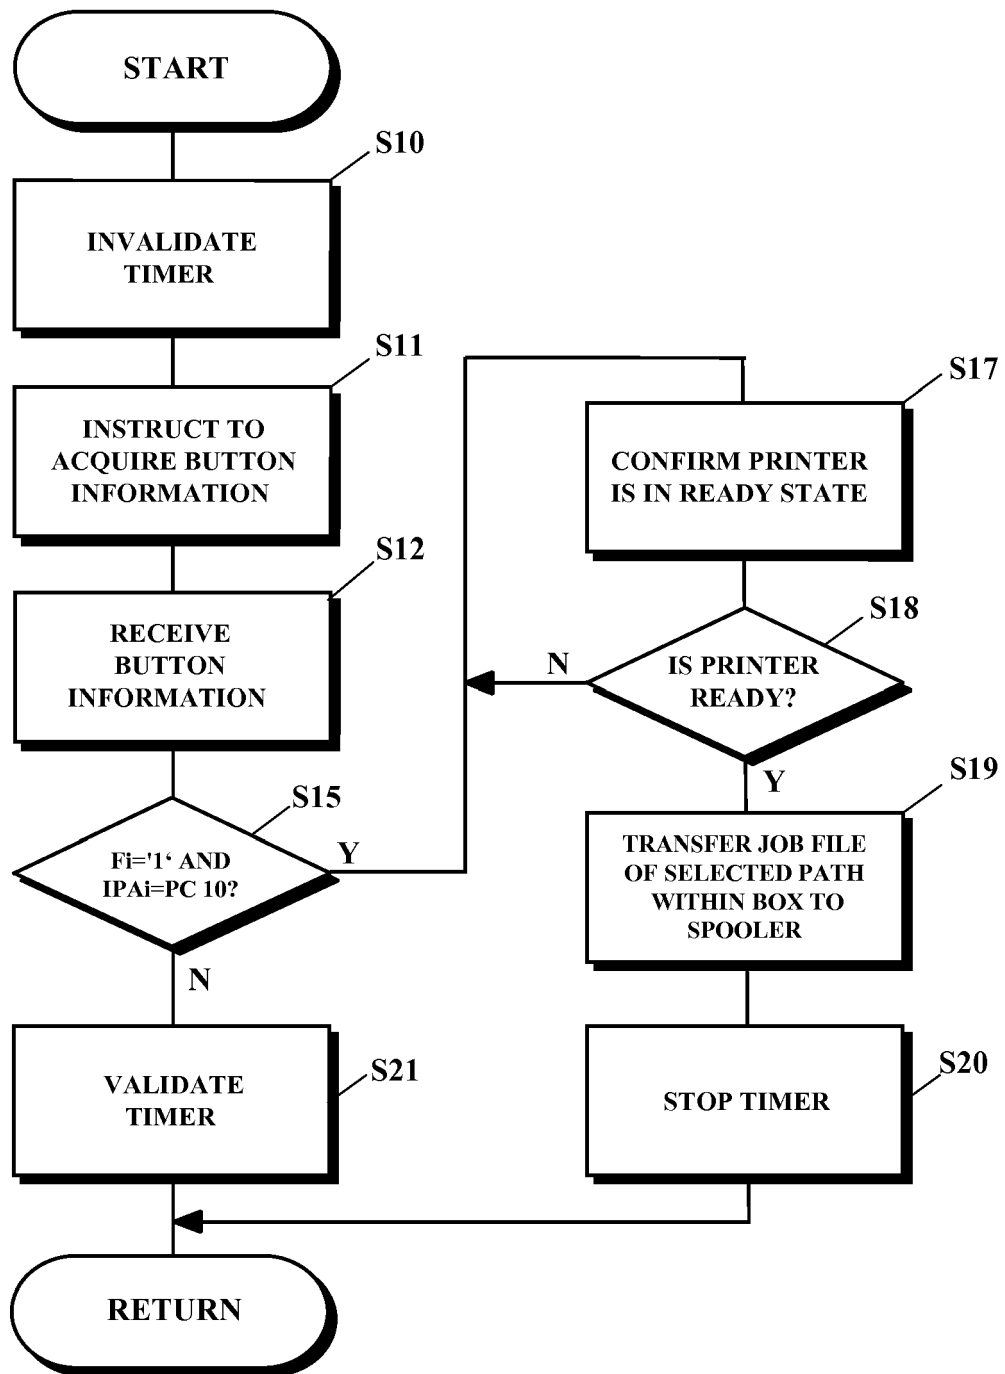 START
S10
INVALIDATE
TIMER
S11
INSTRUCT TO
ACQUIRE BUTTON
INFORMATION
S12
RECEIVE
BUTTON
INFORMATION
S15
Fi='1‘ AND
IPAi=PC 10?
Y
N
S21
VALIDATE
TIMER
S17
CONFIRM PRINTER
IS IN READY STATE
S18
IS PRINTER
READY?
N
Y
S19
TRANSFER JOB FILE
OF SELECTED PATH
WITHIN BOX TO
SPOOLER
S20
STOP TIMER
RETURN